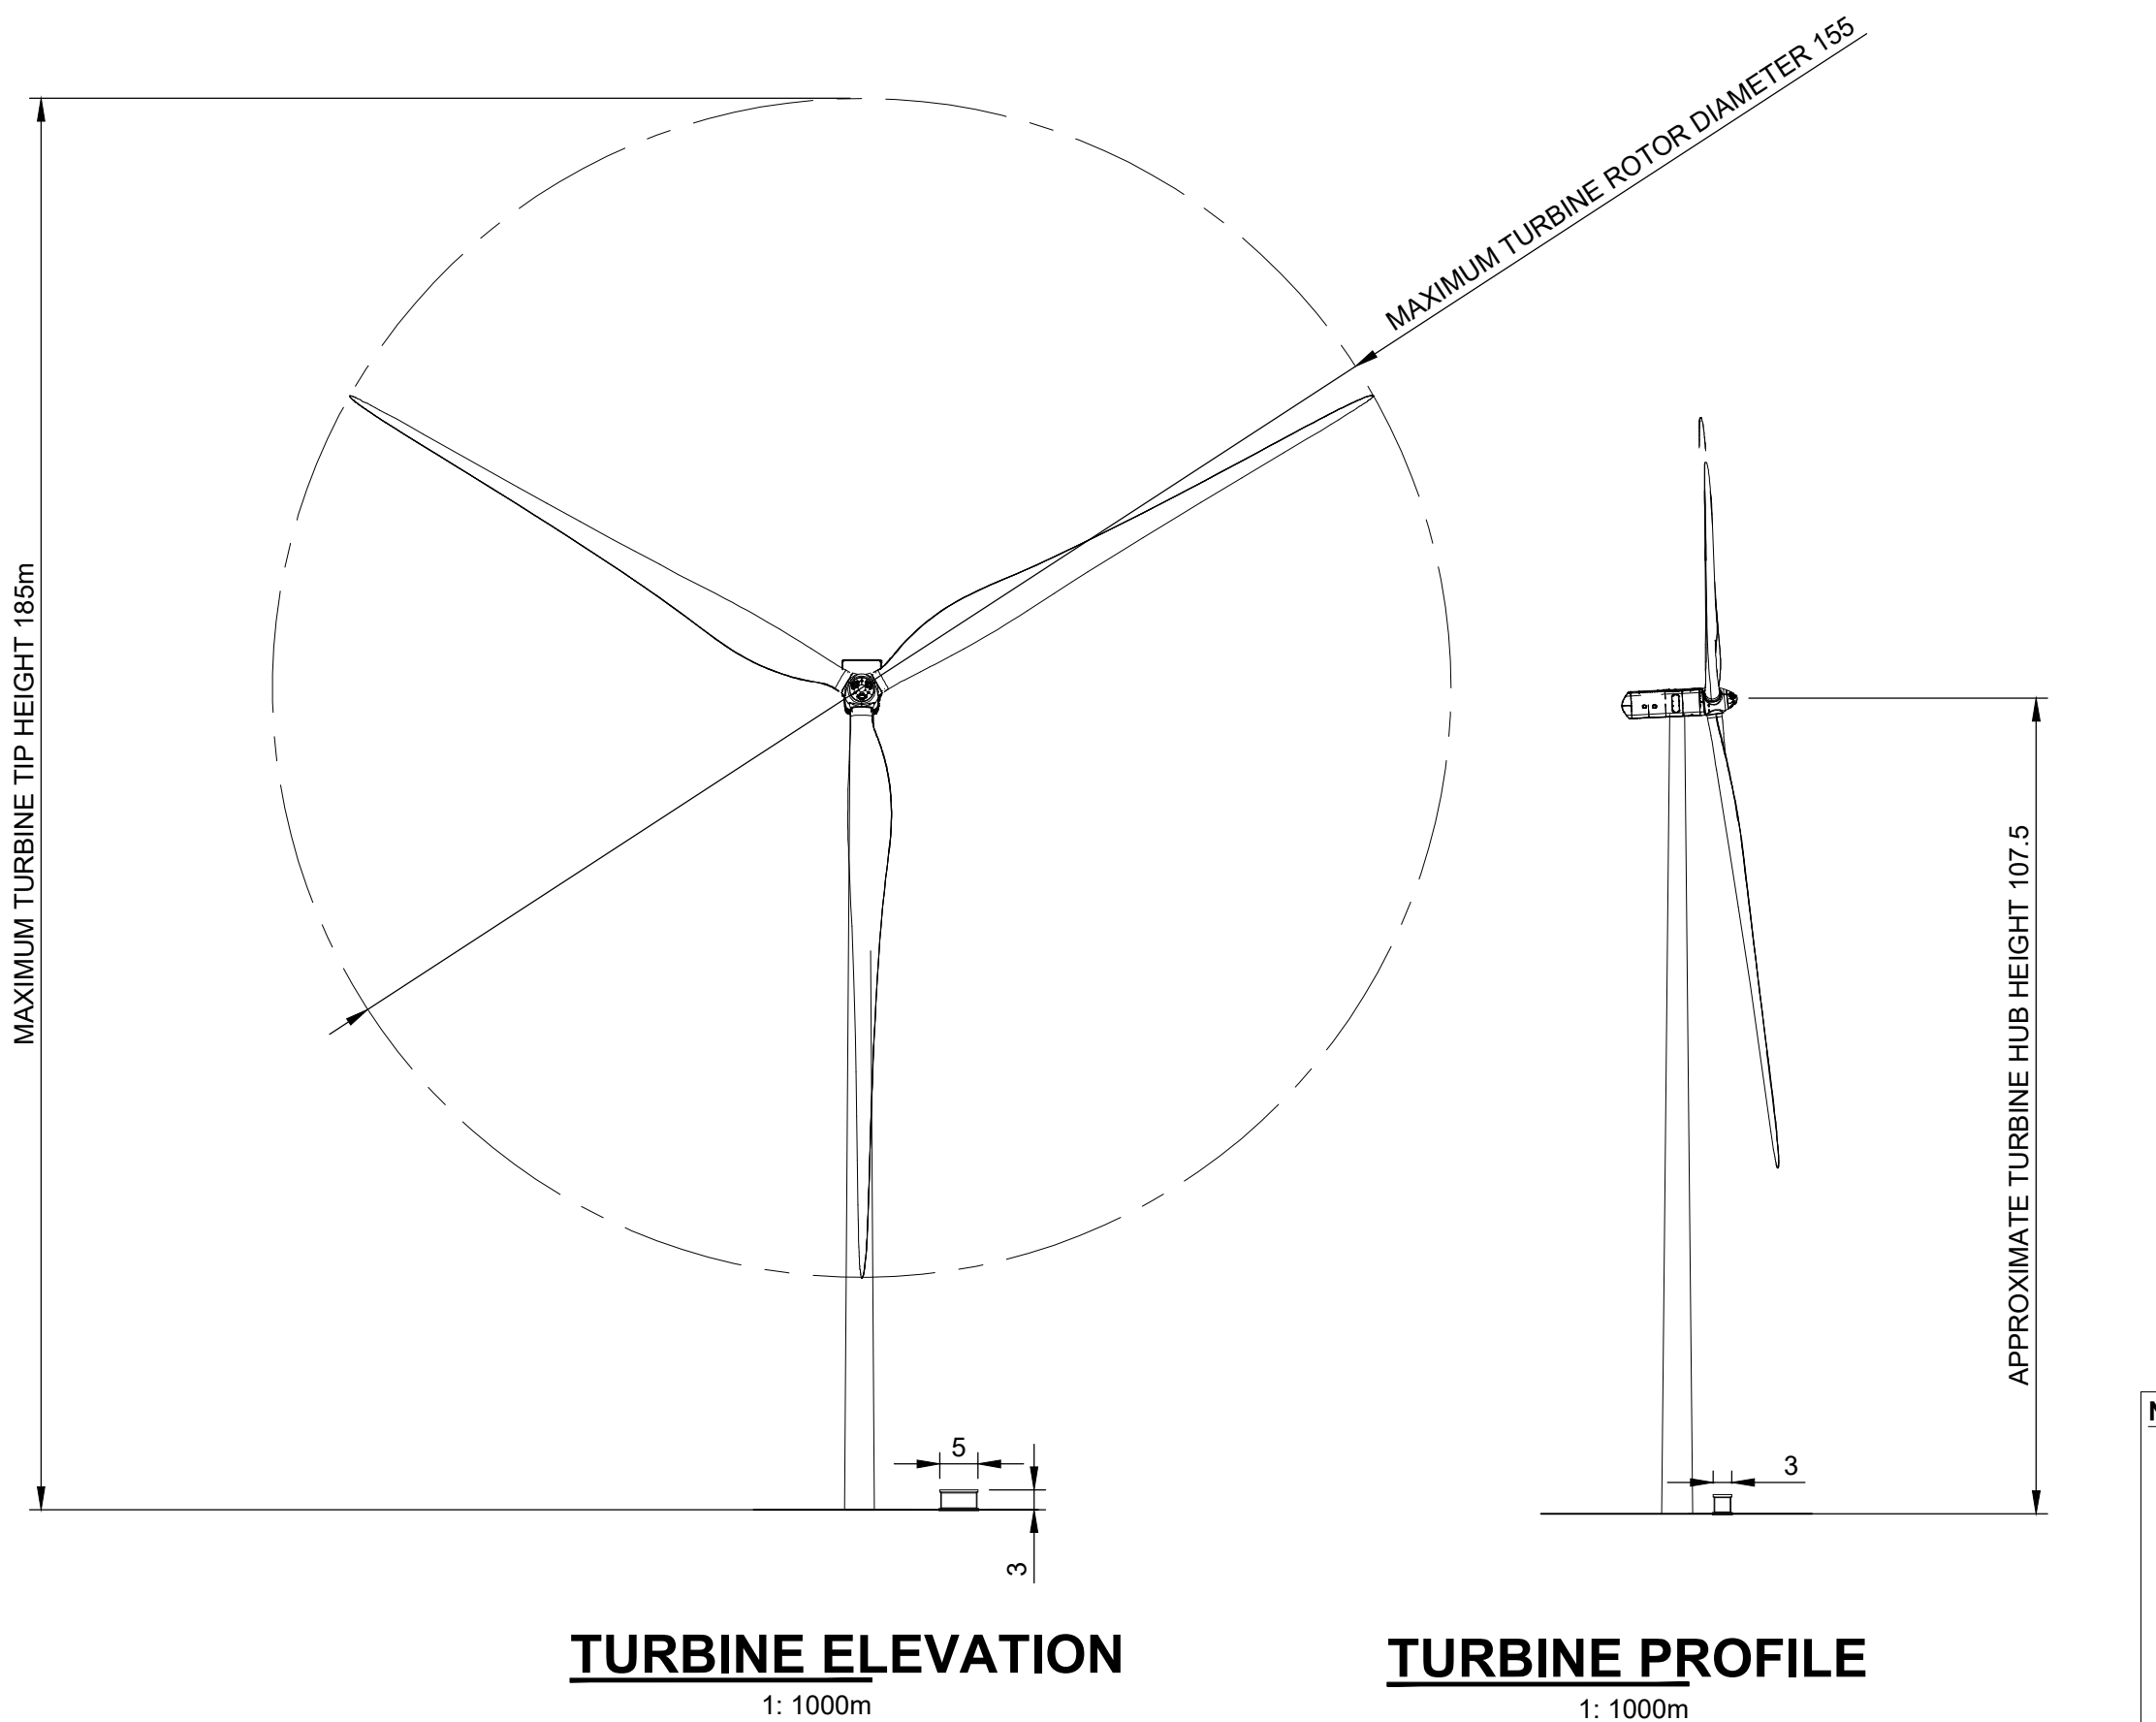 MAXIMUM TURBINE ROTOR DIAMETER 155
MAXIMUM TURBINE TIP HEIGHT 185m
APPROXIMATE TURBINE HUB HEIGHT 107.5
5
3
3
TURBINE ELEVATION
1: 1000m
TURBINE PROFILE
1: 1000m